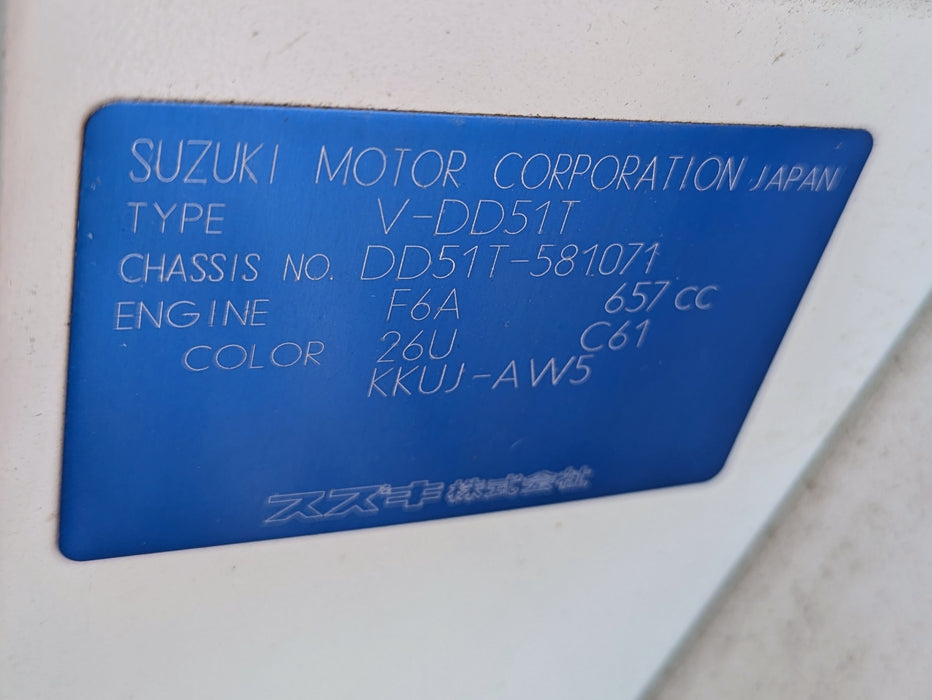 SUZUKI MOTOR CORPORATION JAPAN
TYPE V-DD51T
CHASSIS NO. DD51T-581071
ENGINE F6A 657 CC
COLOR 26U C61
KKUJ-AW5
スズキ株式会社